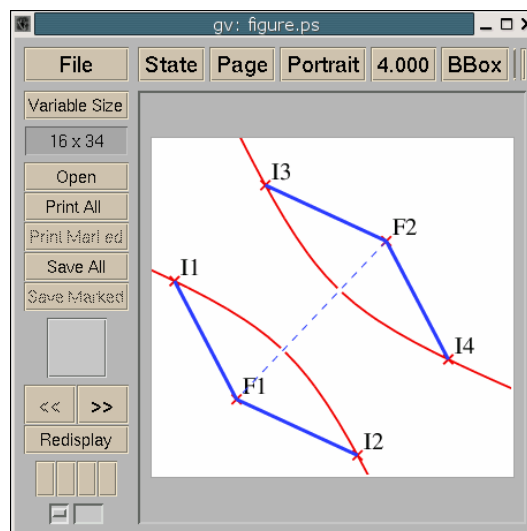 gv: figure.ps
File State Page Portrait 4.000 BBox
Variable Size
16 x 34
Open
Print All
Print Marked
Save All
Save Marked
<< >>
Redisplay
I3
F2
I1
I4
F1
I2